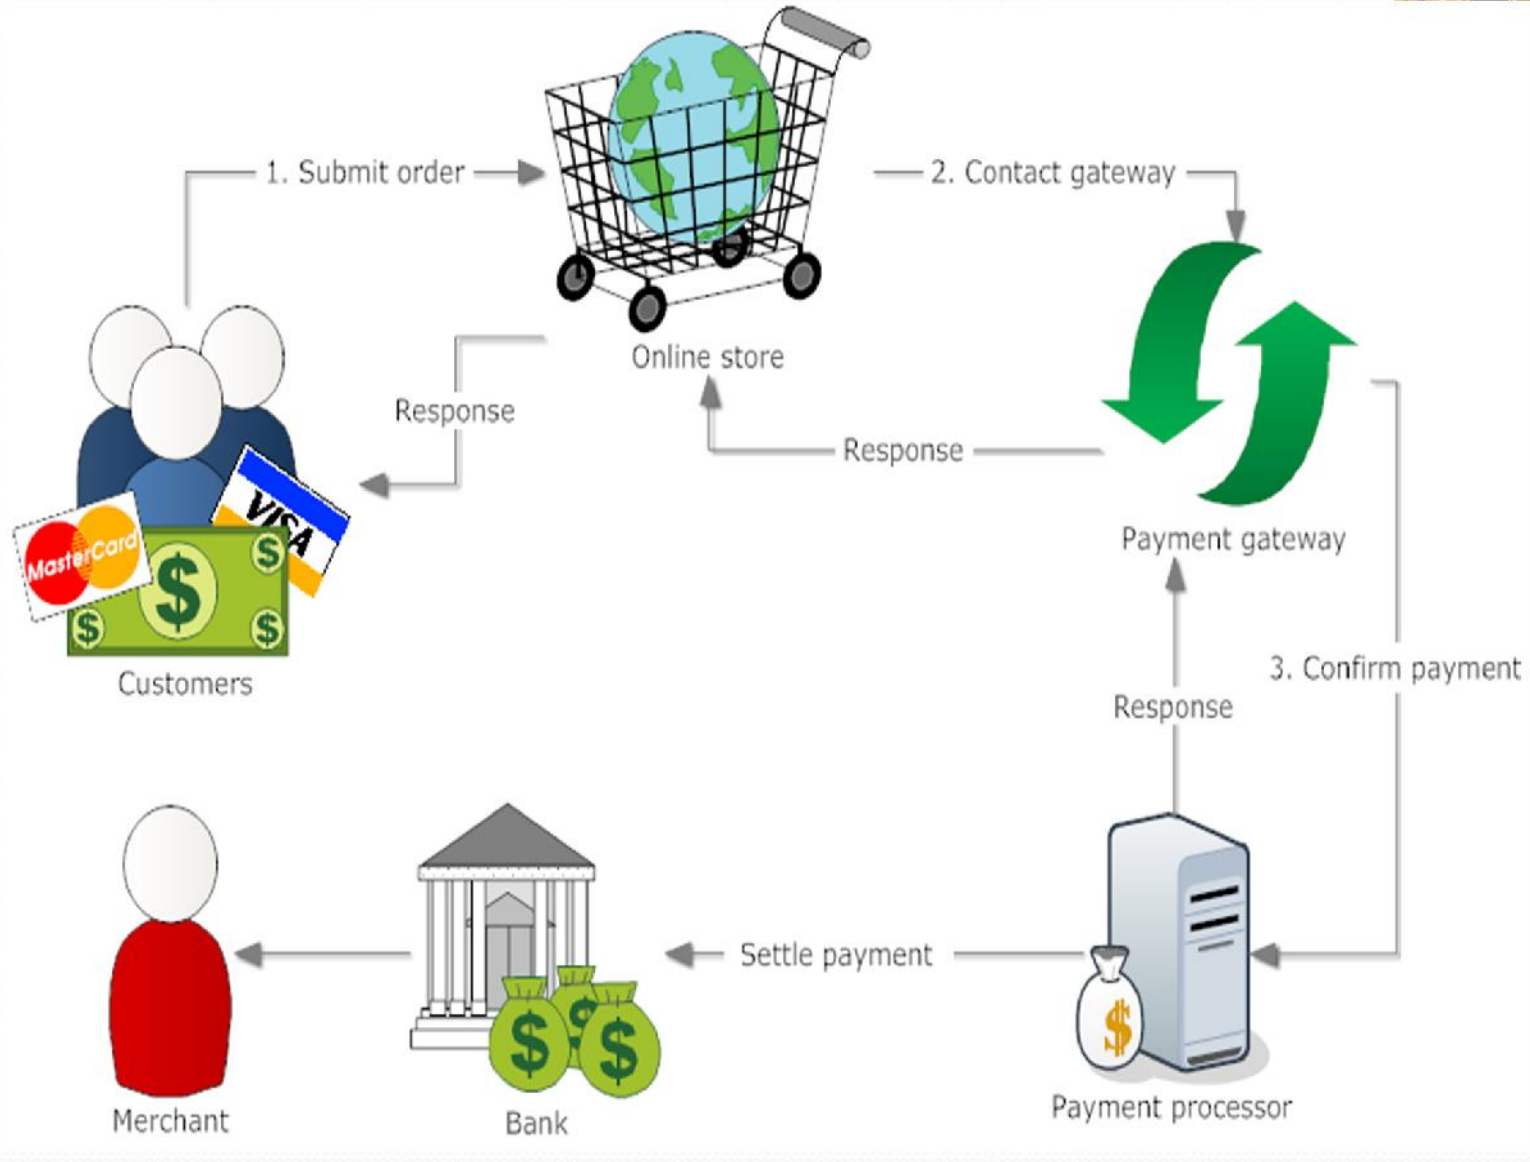 1. Submit order
2. Contact gateway
Online store
Response
Response
VISA
MasterCard
$
$
$
$
Payment gateway
3. Confirm payment
Customers
Response
Settle payment
$
$
$
$
Merchant
Bank
Payment processor